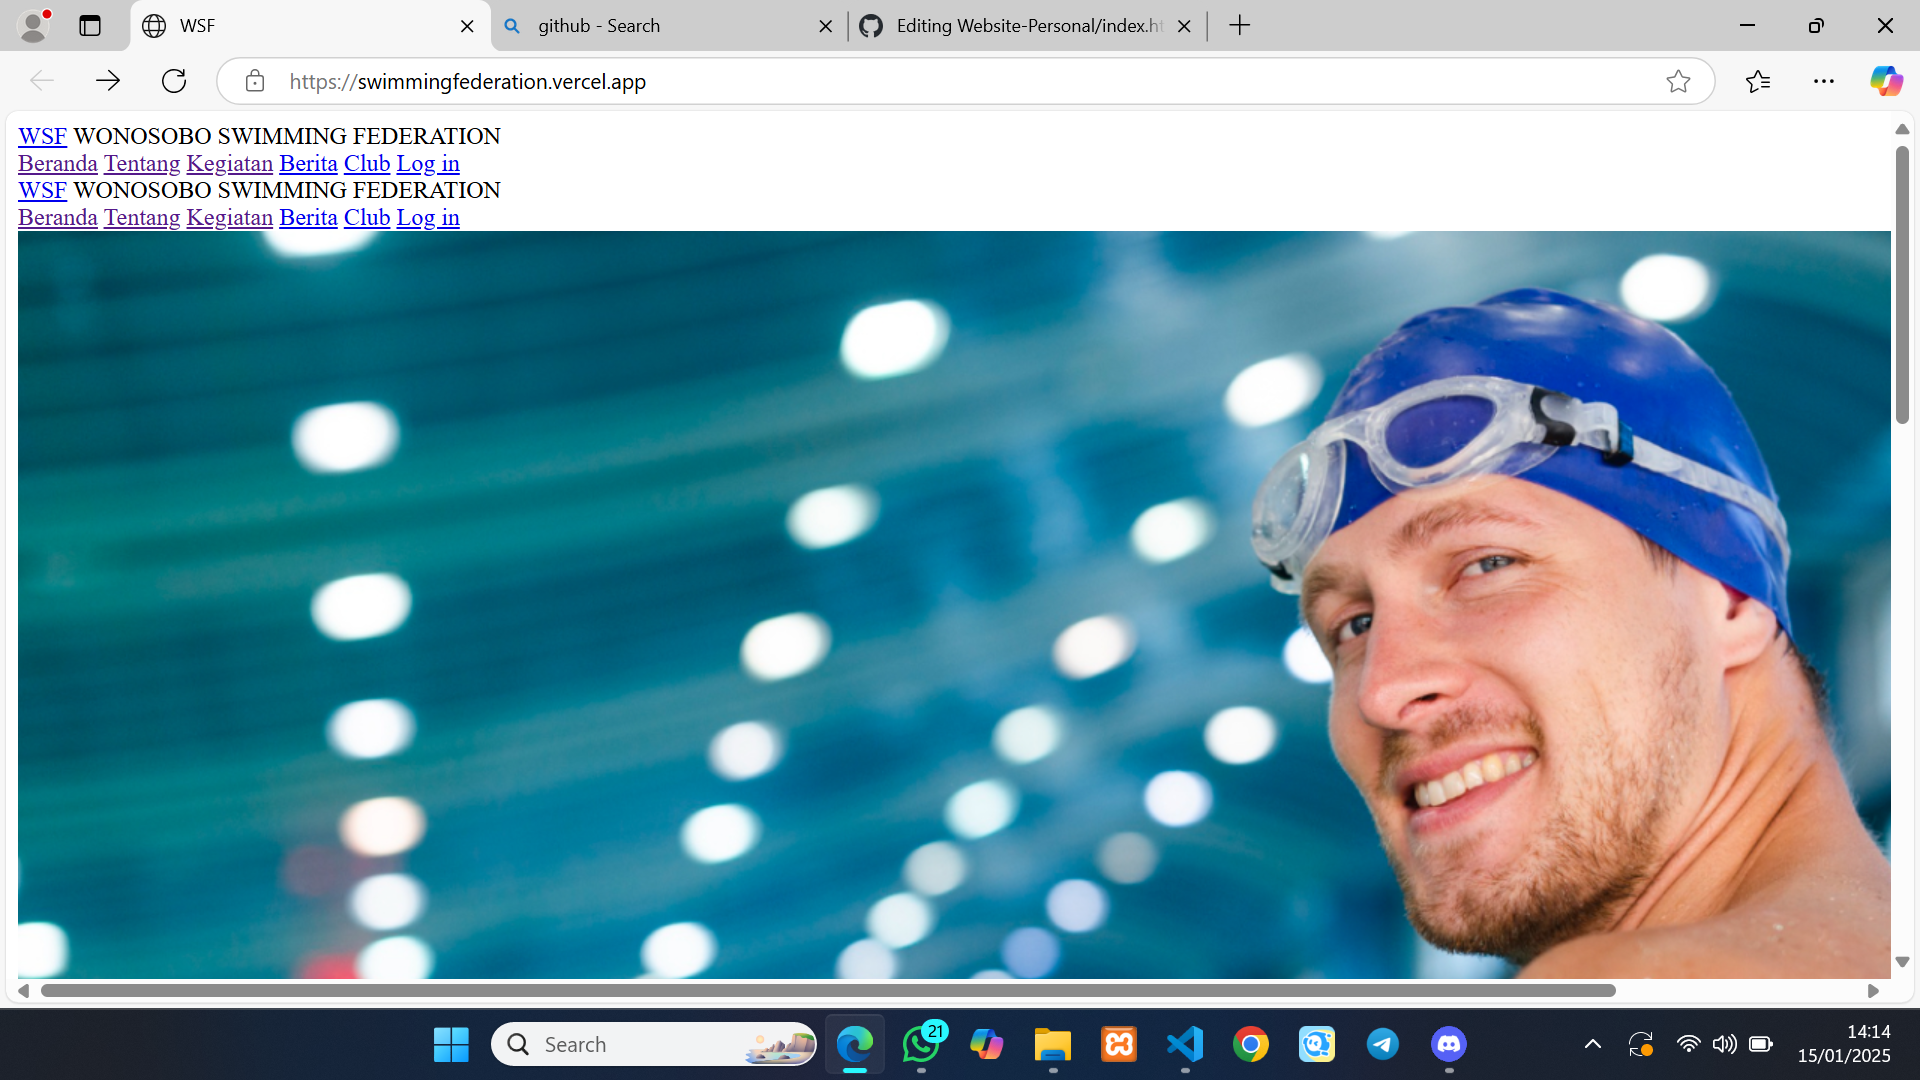 WSF
github - Search
Editing Website-Personal/index.ht
https://swimmingfederation.vercel.app
WSF WONOSOBO SWIMMING FEDERATION
Beranda Tentang Kegiatan Berita Club Log in
WSF WONOSOBO SWIMMING FEDERATION
Beranda Tentang Kegiatan Berita Club Log in
Search
21
14:14
15/01/2025